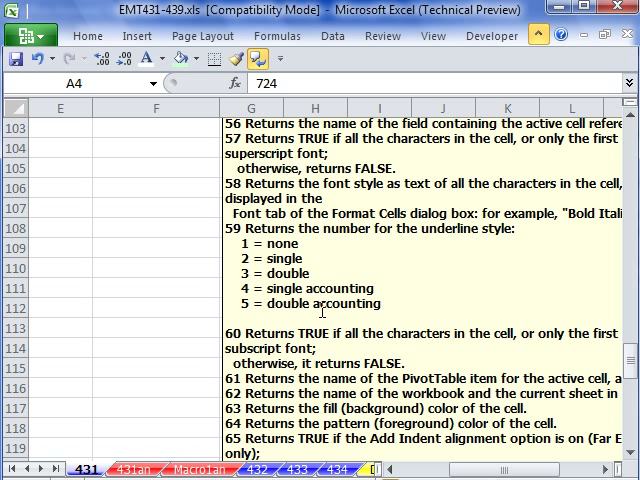 EMT431-439.xls [Compatibility Mode] - Microsoft Excel (Technical Preview)
Home Insert Page Layout Formulas Data Review View Developer
A4 fx 724
E F G H I J K L
103 56 Returns the name of the field containing the active cell refere
104 57 Returns TRUE if all the characters in the cell, or only the first
superscript font;
105 otherwise, returns FALSE.
106 58 Returns the font style as text of all the characters in the cell,
displayed in the
107 Font tab of the Format Cells dialog box: for example, "Bold Itali
108 59 Returns the number for the underline style:
109 1 = none
110 2 = single
111 3 = double
4 = single accounting
112 5 = double accounting
113
114 60 Returns TRUE if all the characters in the cell, or only the first
subscript font;
115 otherwise, it returns FALSE.
116 61 Returns the name of the PivotTable item for the active cell, a
62 Returns the name of the workbook and the current sheet in
117 63 Returns the fill (background) color of the cell.
118 64 Returns the pattern (foreground) color of the cell.
119 65 Returns TRUE if the Add Indent alignment option is on (Far E
only);
431 431an Macro1an 432 433 434 D